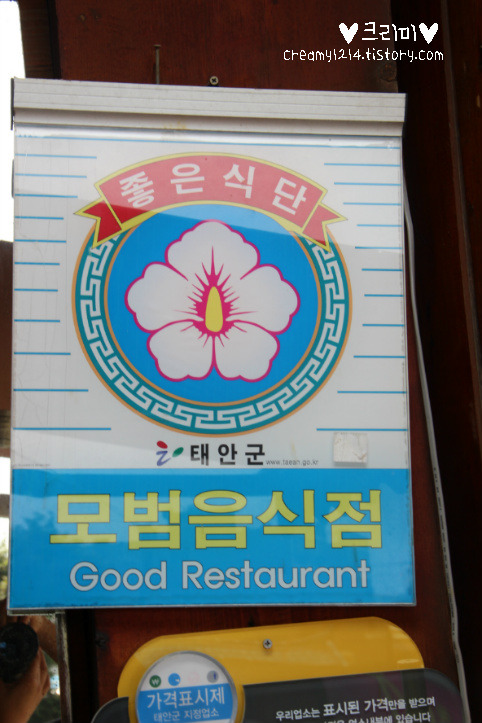 ♥크리미♥
creamy1214.tistory.com
좋은식단
태안군 www.taean.go.kr
모범음식점
Good Restaurant
가격표시제
태안군 지정업소
우리업소는 표시된 가격만을 받으며